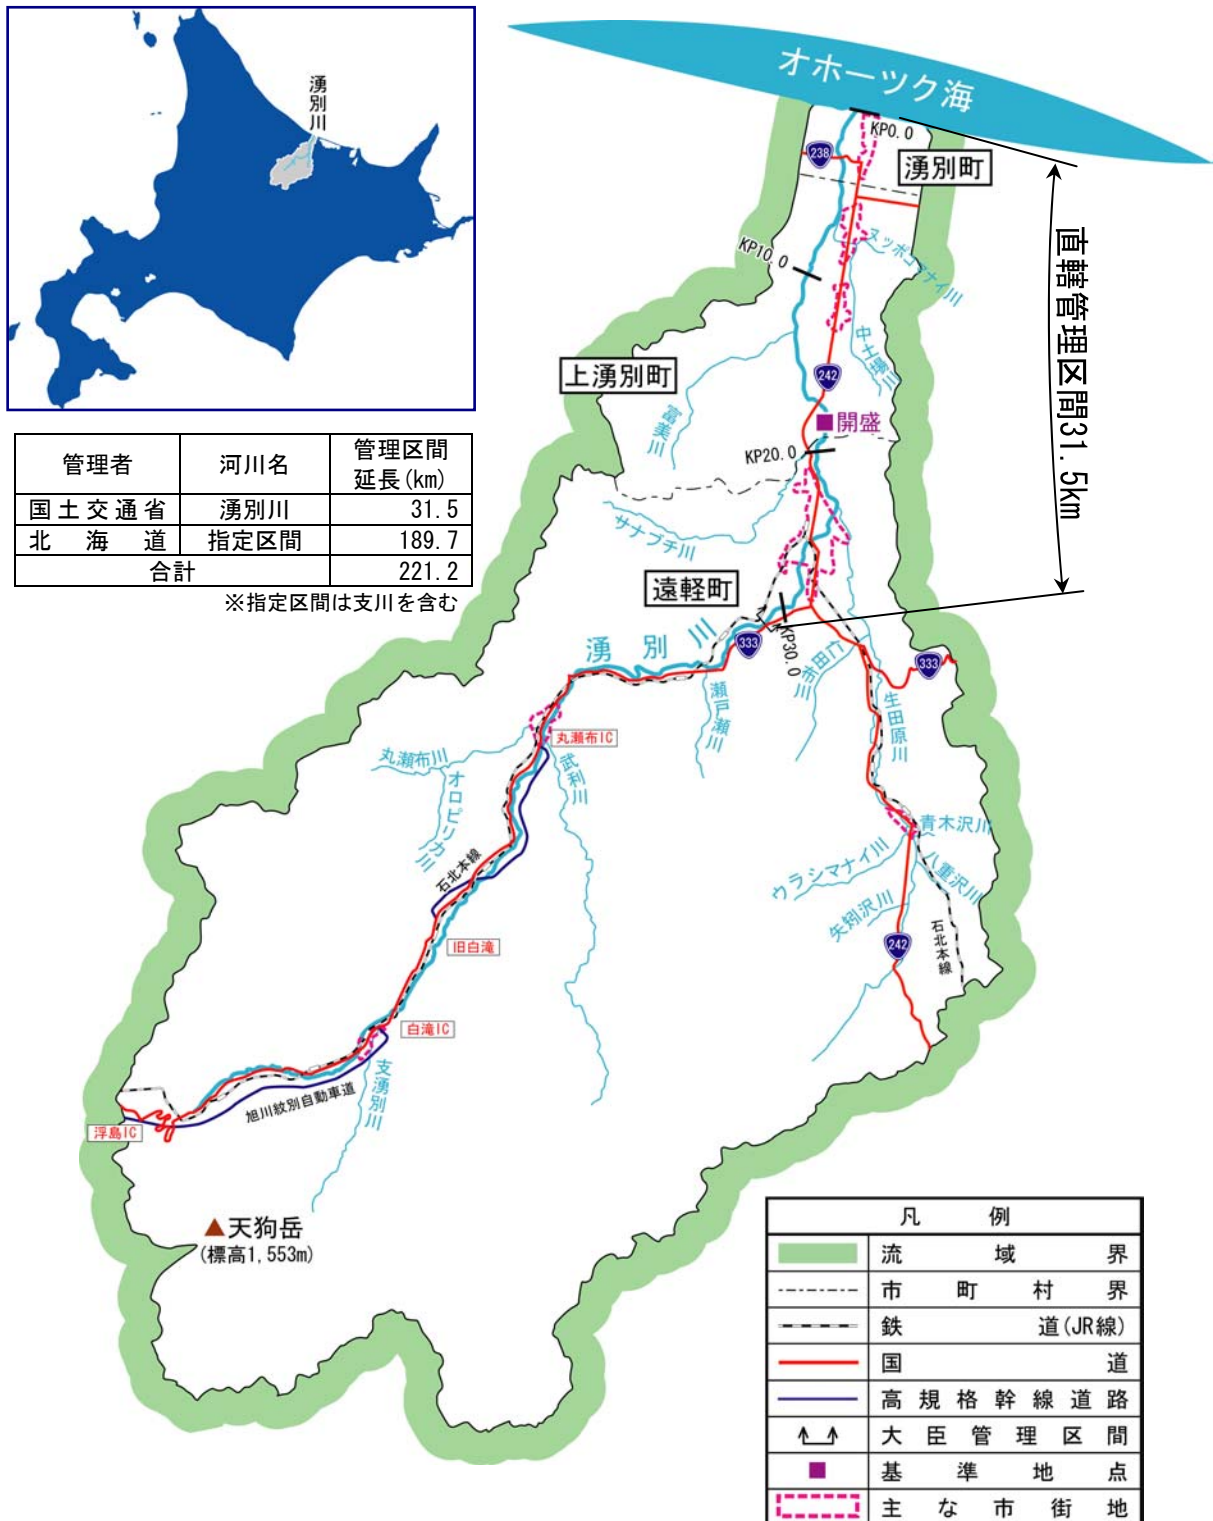 湧別川
オホーツク海
KP0.0
238
湧別町
ヌッポコマナイ川
KP10.0
中土場川
直轄管理区間31.5km
上湧別町
242
富美川
開盛
KP20.0
管理者 河川名 管理区間
延長(km)
国土交通省 湧別川 31.5
北海道 指定区間 189.7
合計 221.2
※指定区間は支川を含む
サナブチ川
遠軽町
湧別川
333
KP30.0
仁田布川
333
瀬戸瀬川
生田原川
丸瀬布IC
丸瀬布川
武利川
オロピリカ川
石北本線
青木沢川
ウラシマナイ川
八重沢川
矢矧沢川
242
石北本線
旧白滝
白滝IC
支湧別川
旭川紋別自動車道
浮島IC
天狗岳
(標高1,553m)
凡例
流域界
市町村界
鉄道(JR線)
国道
高規格幹線道路
大臣管理区間
基準地点
主な市街地